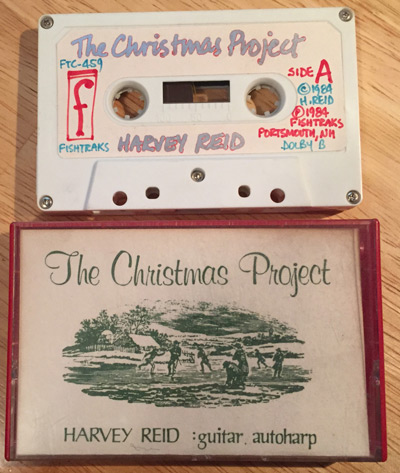 The Christmas Project
FTC-459
f
FISHTRAKS
HARVEY REID
SIDE A
©1984
H. REID
℗1984
FISHTRAKS
PORTSMOUTH, NH
DOLBY B
The Christmas Project
HARVEY REID : guitar, autoharp